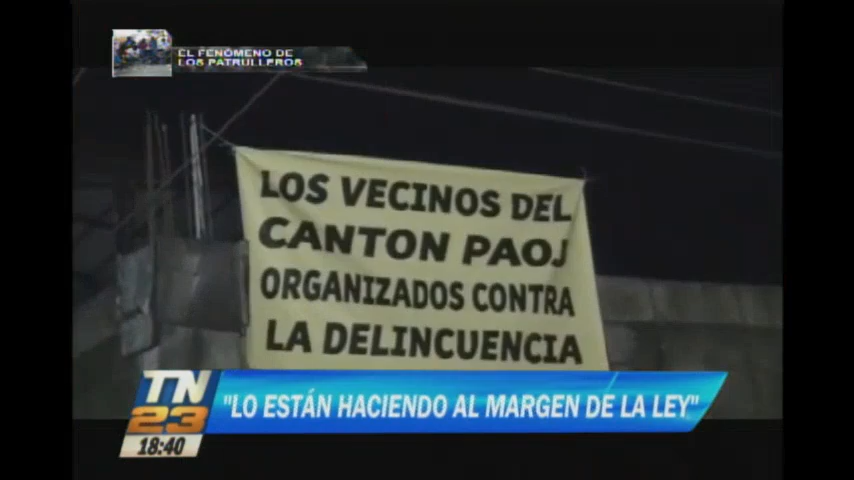 EL FENÓMENO DE
LOS PATRULLEROS
LOS VECINOS DEL
CANTON PAOJ
ORGANIZADOS CONTRA
LA DELINCUENCIA
TN
23
18:40
"LO ESTÁN HACIENDO AL MARGEN DE LA LEY"